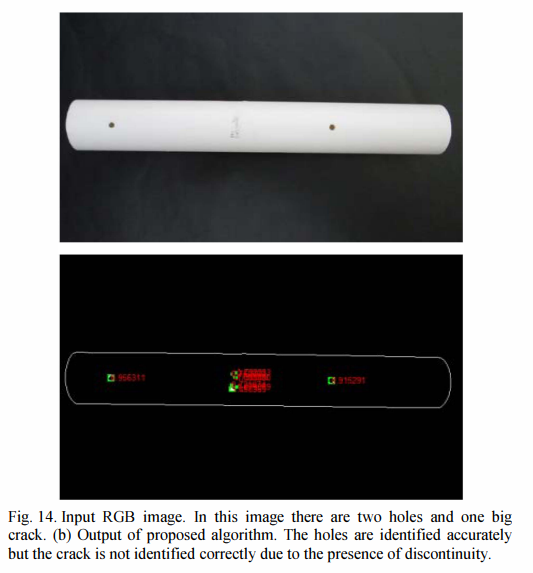 .966311
.915291
Fig. 14. Input RGB image. In this image there are two holes and one big
crack. (b) Output of proposed algorithm. The holes are identified accurately
but the crack is not identified correctly due to the presence of discontinuity.